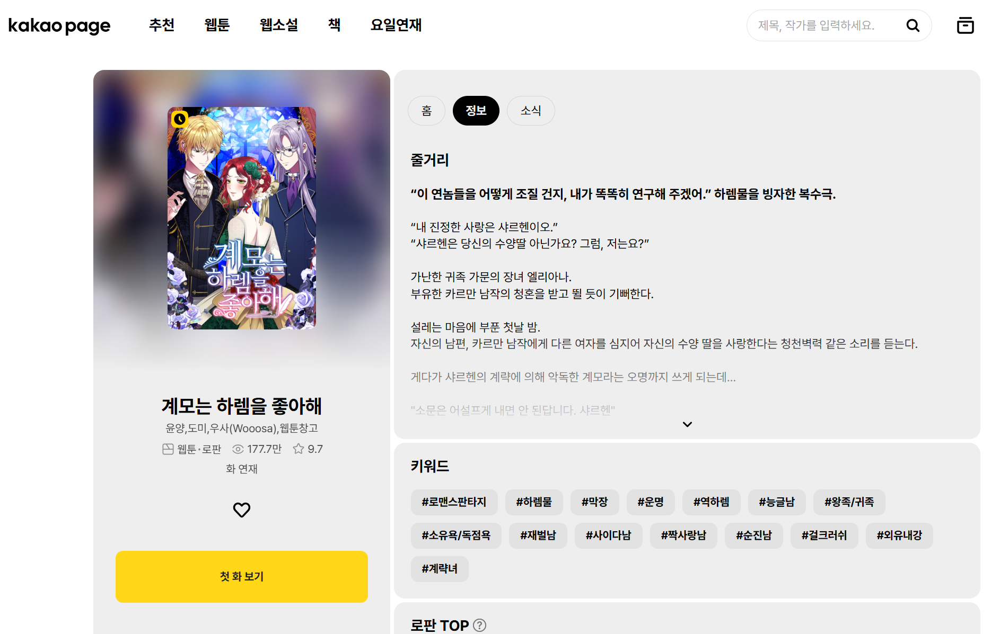 kakaopage
추천
웹툰
웹소설
책
요일연재
제목, 작가를 입력하세요.
계모는
하렘을
좋아해
계모는 하렘을 좋아해
윤양,도미,우사(Wooosa),웹툰창고
웹툰·로판 177.7만 9.7
화 연재
첫 화 보기
홈
정보
소식
줄거리
“이 연놈들을 어떻게 조질 건지, 내가 똑똑히 연구해 주겠어.” 하렘물을 빙자한 복수극.
“내 진정한 사랑은 샤르헨이오.”
“샤르헨은 당신의 수양딸 아닌가요? 그럼, 저는요?”
가난한 귀족 가문의 장녀 엘리아나.
부유한 카르만 남작의 청혼을 받고 뛸 듯이 기뻐한다.
설레는 마음에 부푼 첫날 밤.
자신의 남편, 카르만 남작에게 다른 여자를 심지어 자신의 수양 딸을 사랑한다는 청천벽력 같은 소리를 듣는다.
게다가 샤르헨의 계략에 의해 악독한 계모라는 오명까지 쓰게 되는데...
"소문은 어설프게 내면 안 된답니다. 샤르헨"
키워드
#로맨스판타지 #하렘물 #막장 #운명 #역하렘 #능글남 #왕족/귀족
#소유욕/독점욕 #재벌남 #사이다남 #짝사랑남 #순진남 #걸크러쉬 #외유내강
#계략녀
로판 TOP ?